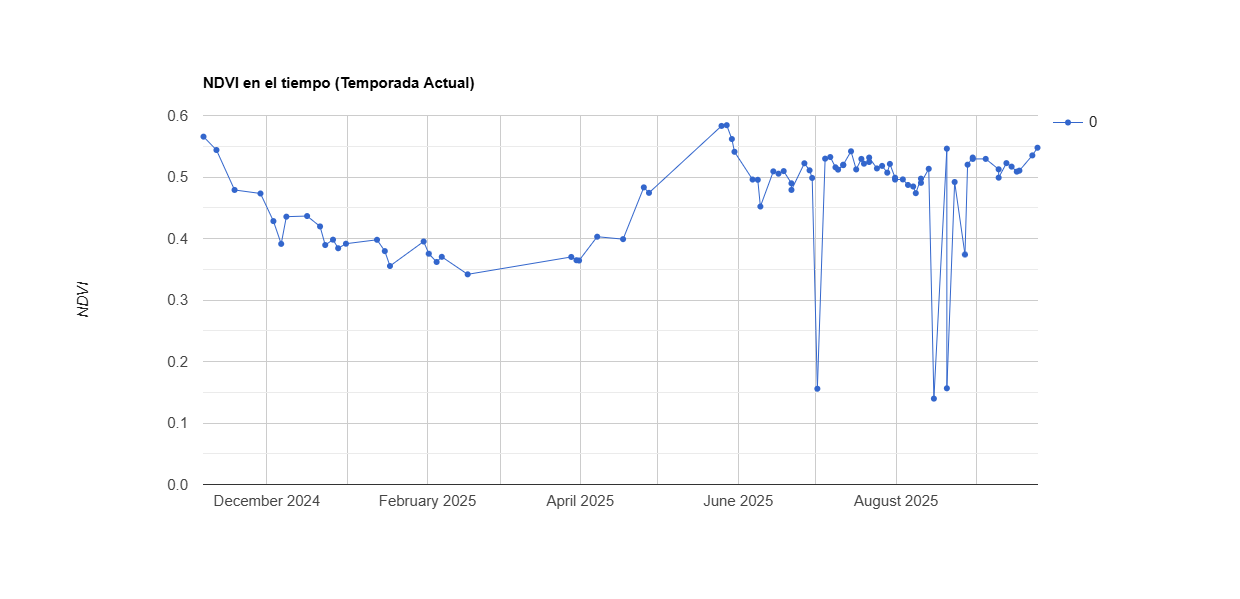 NDVI en el tiempo (Temporada Actual)
0.6
0
0.5
0.4
0.3
NDVI
0.2
0.1
0.0
December 2024
February 2025
April 2025
June 2025
August 2025